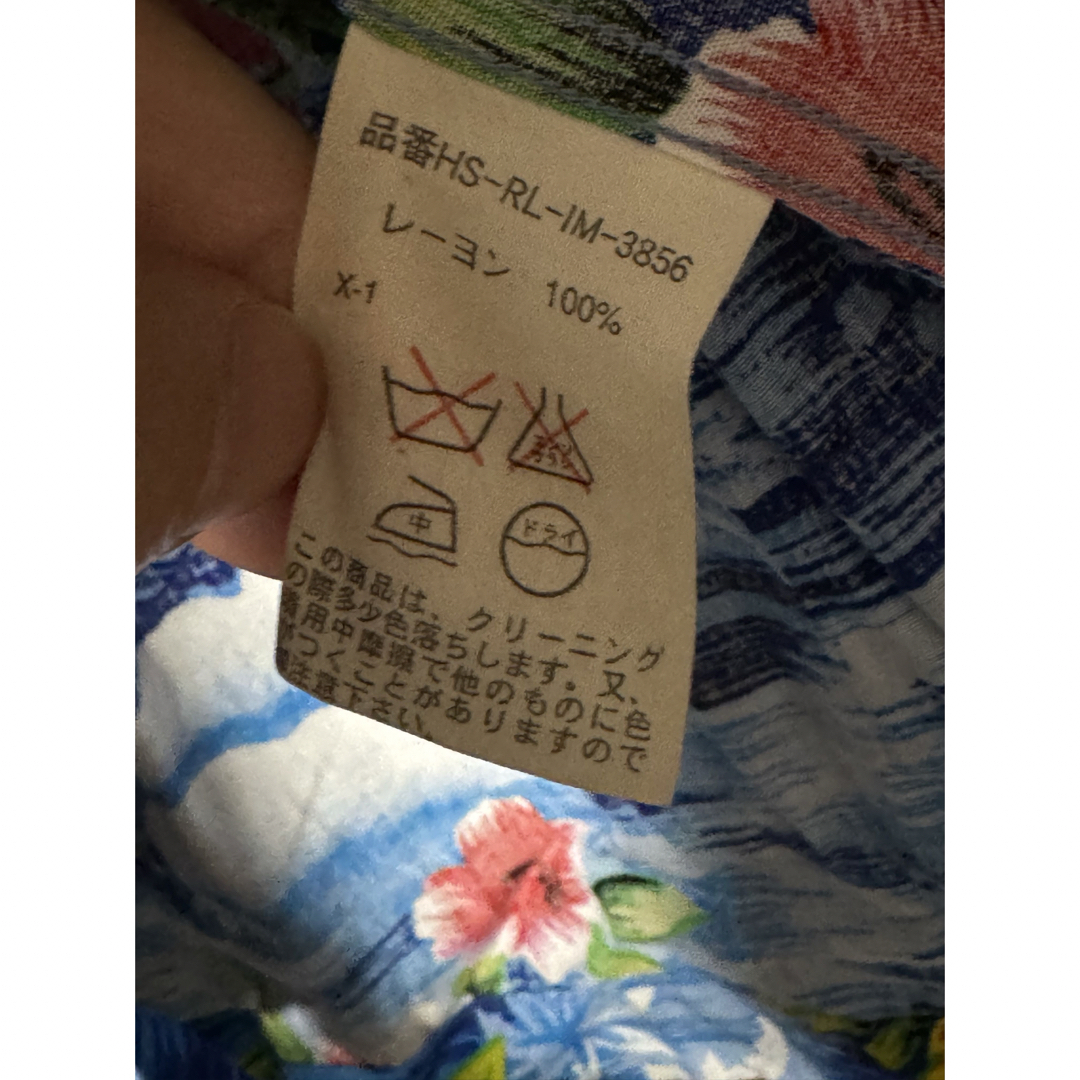 品番HS-RL-IM-3856
レーヨン 100%
X-1
中
ドライ
この商品は、クリーニング
の際多少色落ちします。又、
着用中摩擦で他のものに色
がつくことがありますので
注意下さい。